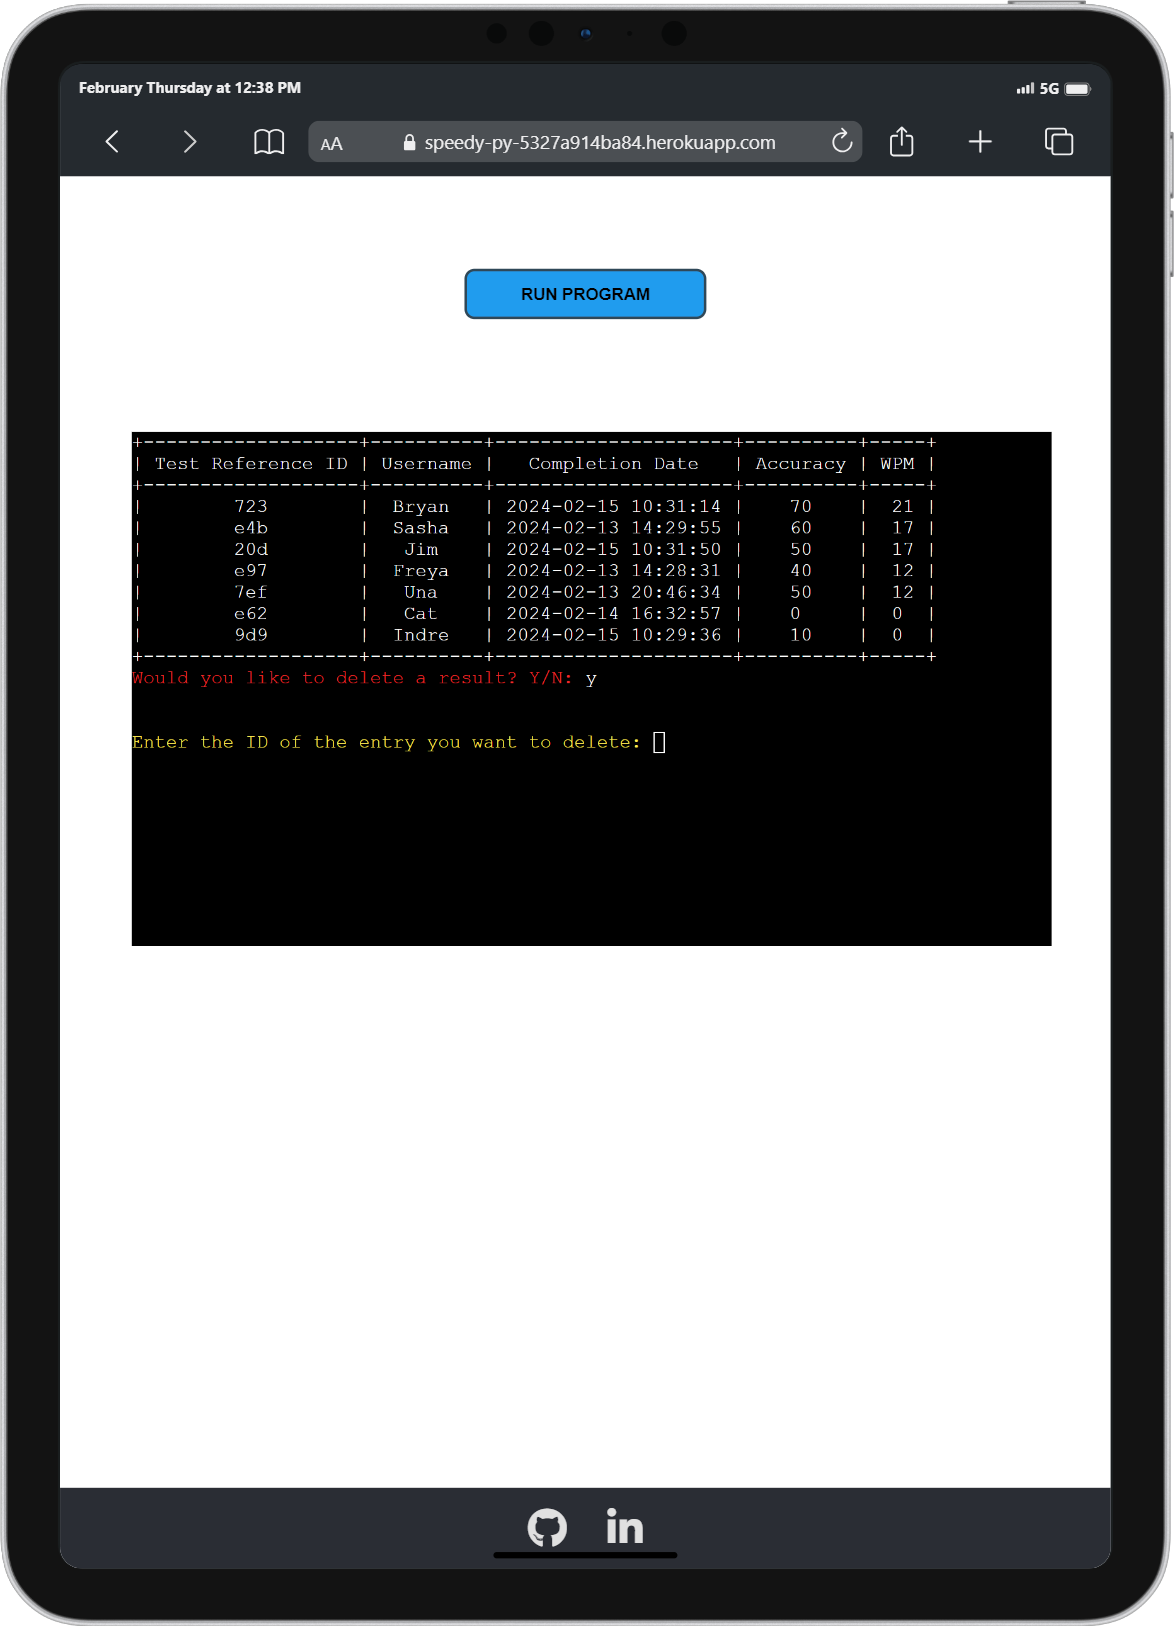 February Thursday at 12:38 PM 5G
AA speedy-py-5327a914ba84.herokuapp.com
RUN PROGRAM
+-------------------+----------+---------------------+----------+-----+
| Test Reference ID | Username |   Completion Date   | Accuracy | WPM |
+-------------------+----------+---------------------+----------+-----+
|        723        |  Bryan   | 2024-02-15 10:31:14 |    70    |  21 |
|        e4b        |  Sasha   | 2024-02-13 14:29:55 |    60    |  17 |
|        20d        |   Jim    | 2024-02-15 10:31:50 |    50    |  17 |
|        e97        |  Freya   | 2024-02-13 14:28:31 |    40    |  12 |
|        7ef        |   Una    | 2024-02-13 20:46:34 |    50    |  12 |
|        e62        |   Cat    | 2024-02-14 16:32:57 |    0     |  0  |
|        9d9        |  Indre   | 2024-02-15 10:29:36 |    10    |  0  |
+-------------------+----------+---------------------+----------+-----+
Would you like to delete a result? Y/N: y
Enter the ID of the entry you want to delete:
in